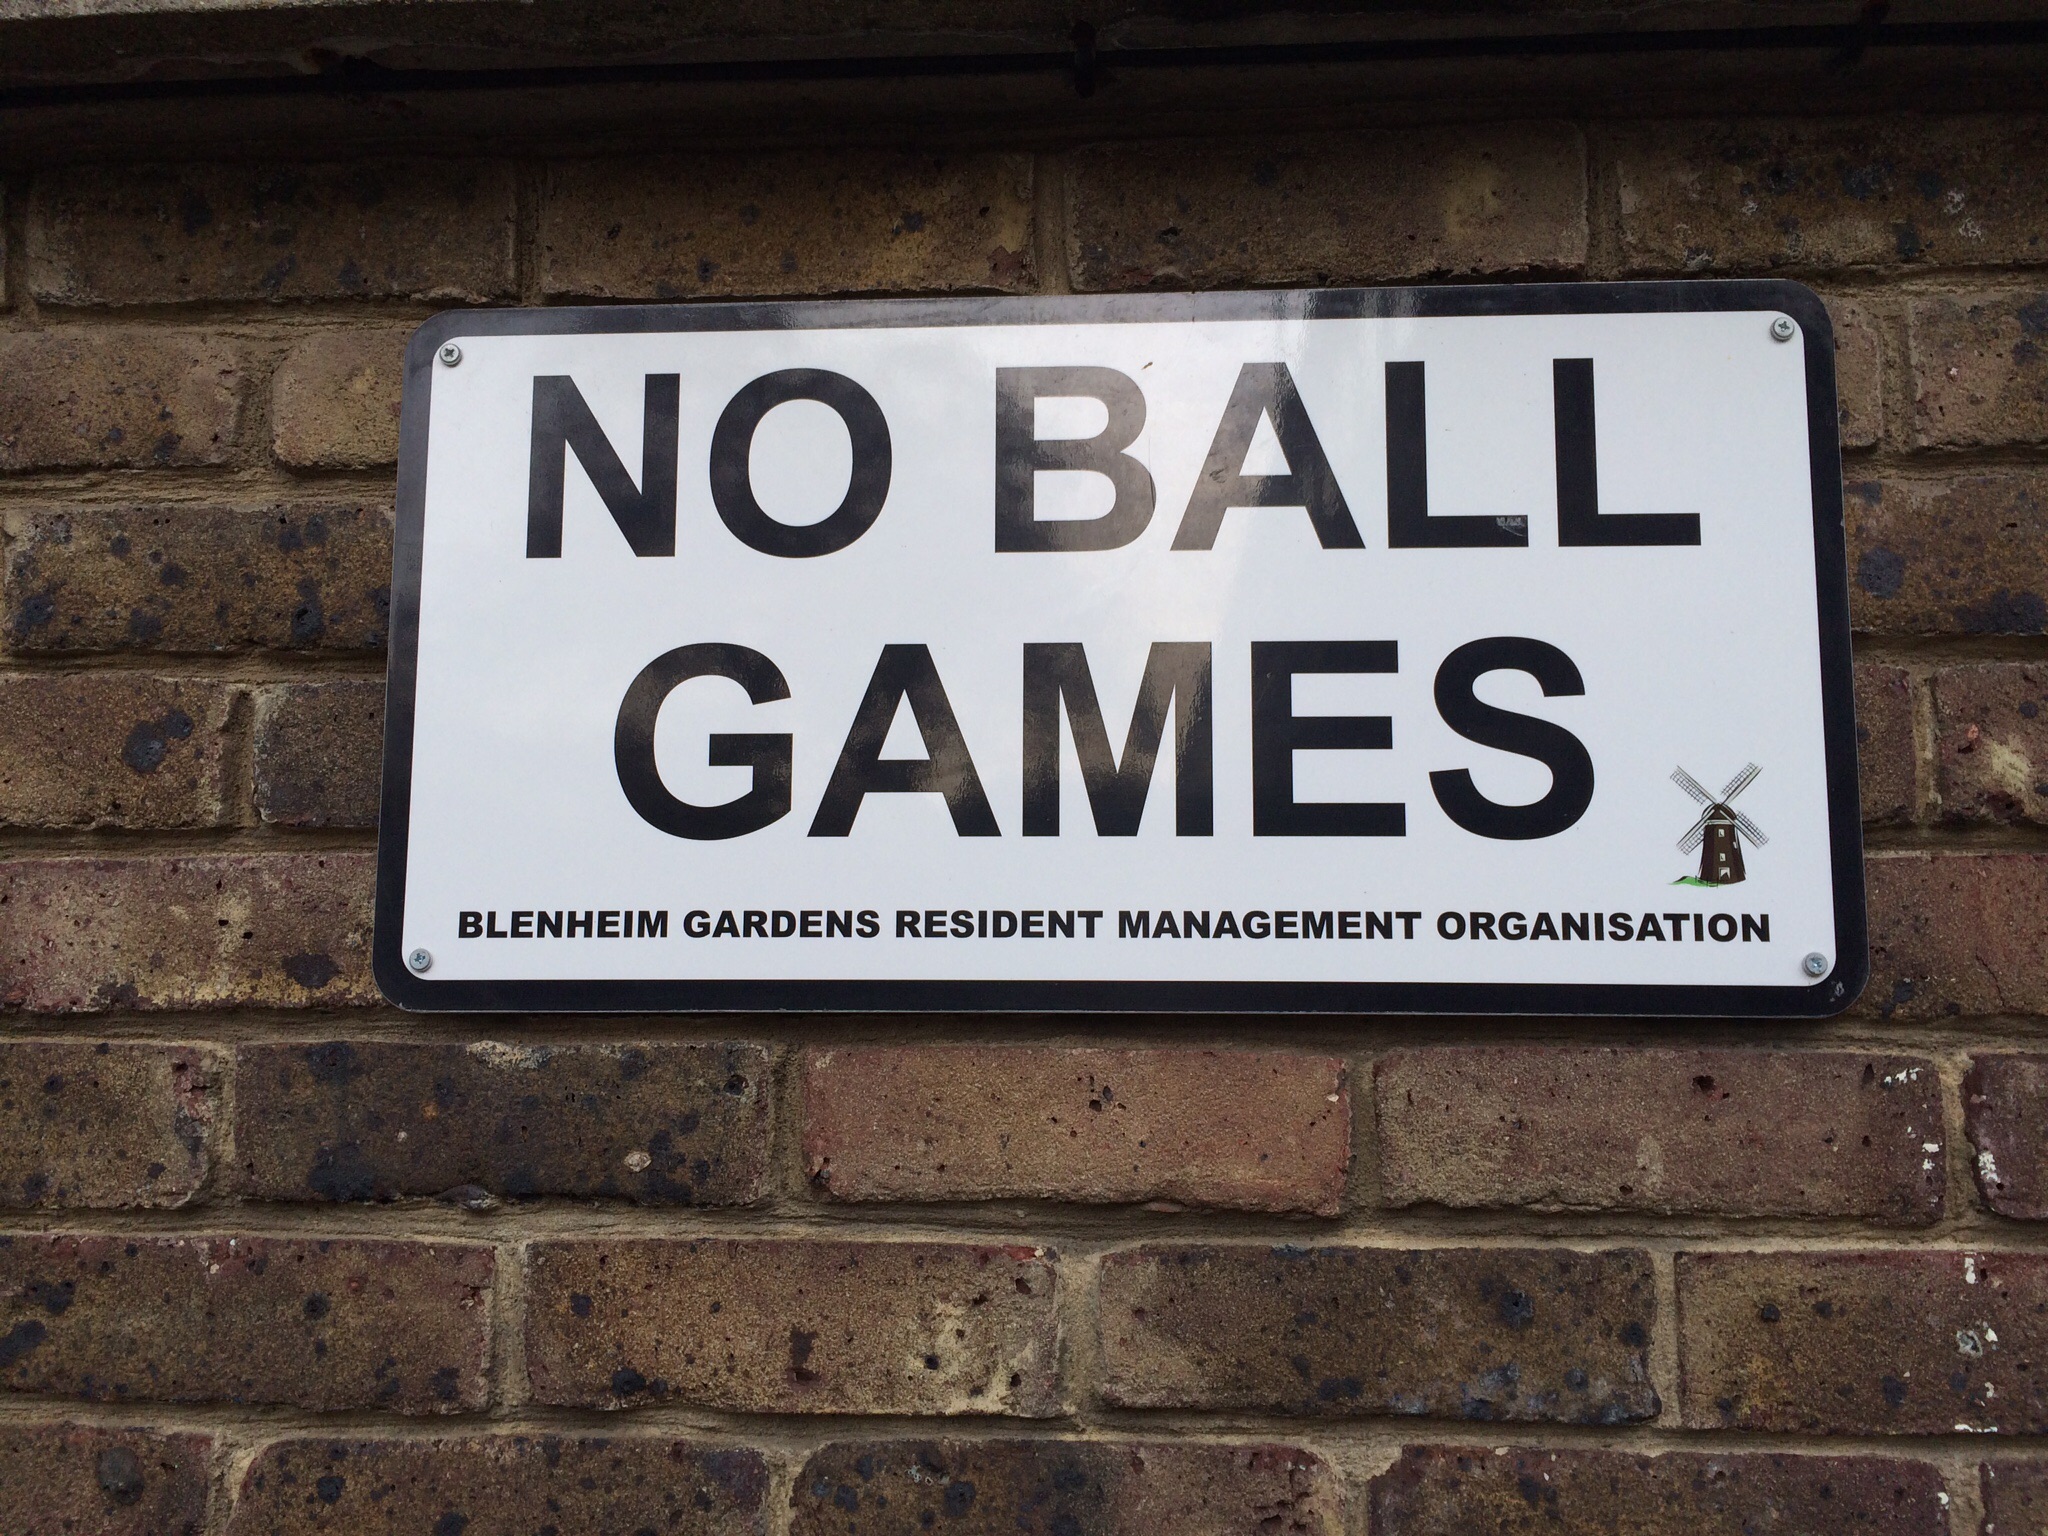 NO BALL
GAMES
BLENHEIM GARDENS RESIDENT MANAGEMENT ORGANISATION